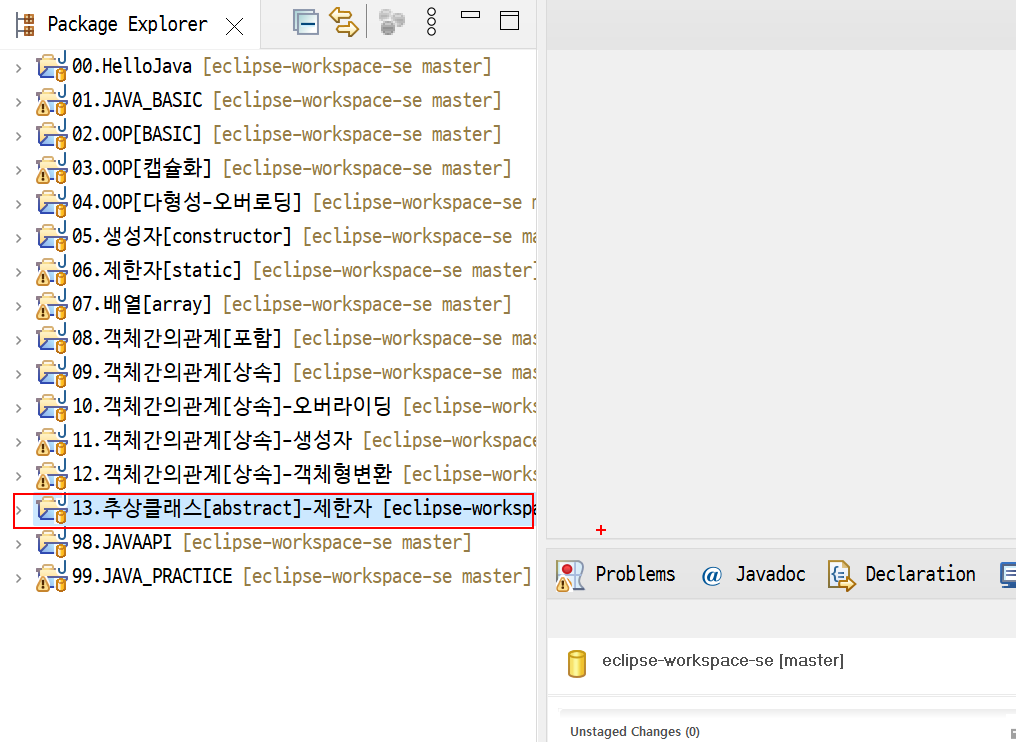 Package Explorer
00.HelloJava [eclipse-workspace-se master]
01.JAVA_BASIC [eclipse-workspace-se master]
02.OOP[BASIC] [eclipse-workspace-se master]
03.OOP[캡슐화] [eclipse-workspace-se master]
04.OOP[다형성-오버로딩] [eclipse-workspace-se
05.생성자[constructor] [eclipse-workspace-se
06.제한자[static] [eclipse-workspace-se master]
07.배열[array] [eclipse-workspace-se master]
08.객체간의관계[포함] [eclipse-workspace-se mas
09.객체간의관계[상속] [eclipse-workspace-se mas
10.객체간의관계[상속]-오버라이딩 [eclipse-works
11.객체간의관계[상속]-생성자 [eclipse-workspace
12.객체간의관계[상속]-객체형변환 [eclipse-works
13.추상클래스[abstract]-제한자 [eclipse-workspa
98.JAVAAPI [eclipse-workspace-se master]
99.JAVA_PRACTICE [eclipse-workspace-se master]
Problems @ Javadoc Declaration
eclipse-workspace-se [master]
Unstaged Changes (0)